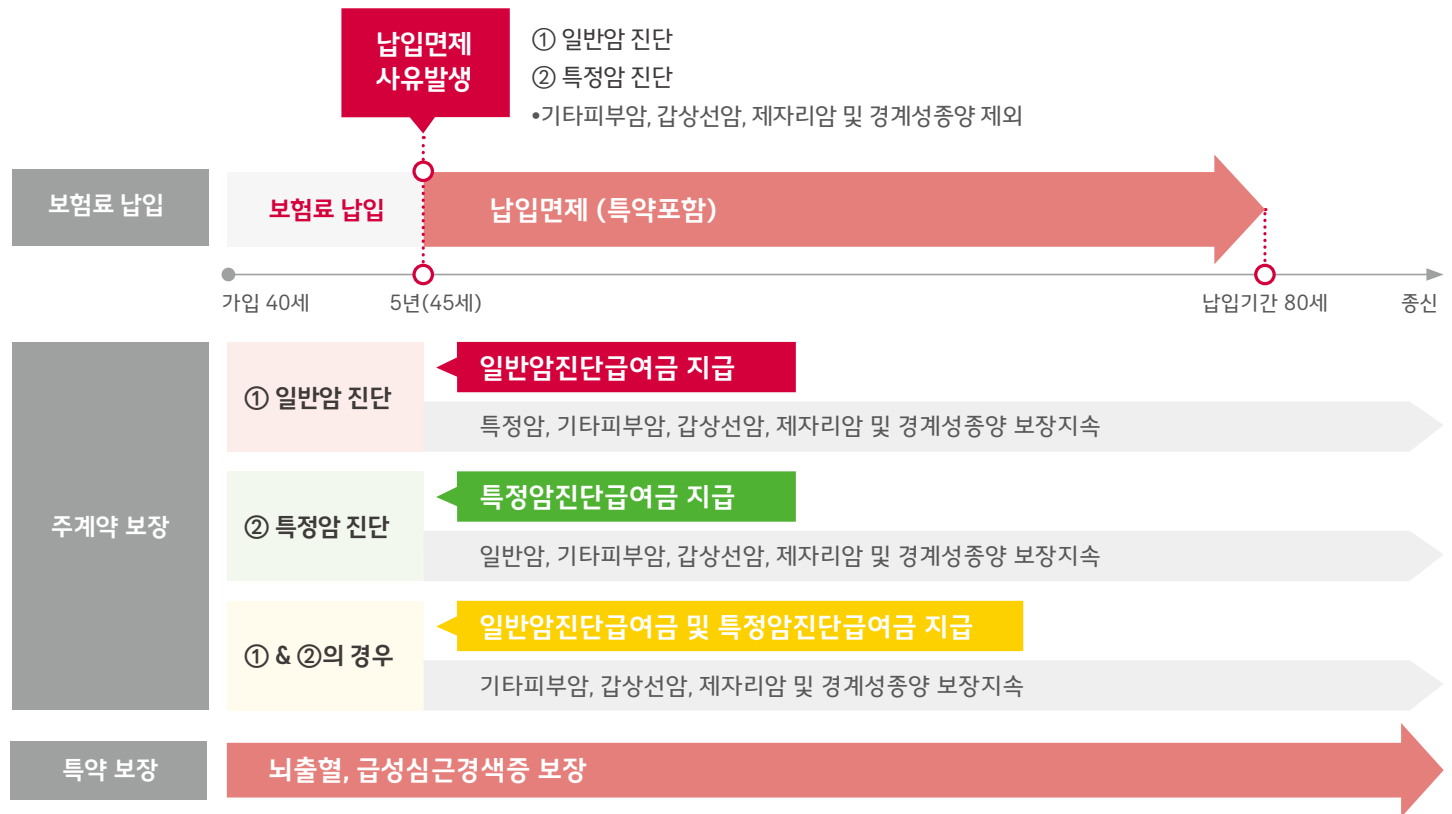 납입면제
사유발생
① 일반암 진단
② 특정암 진단
•기타피부암, 갑상선암, 제자리암 및 경계성종양 제외
보험료 납입
보험료 납입
납입면제 (특약포함)
가입 40세
5년(45세)
납입기간 80세
종신
주계약 보장
① 일반암 진단
일반암진단급여금 지급
특정암, 기타피부암, 갑상선암, 제자리암 및 경계성종양 보장지속
② 특정암 진단
특정암진단급여금 지급
일반암, 기타피부암, 갑상선암, 제자리암 및 경계성종양 보장지속
① & ②의 경우
일반암진단급여금 및 특정암진단급여금 지급
기타피부암, 갑상선암, 제자리암 및 경계성종양 보장지속
특약 보장
뇌출혈, 급성심근경색증 보장